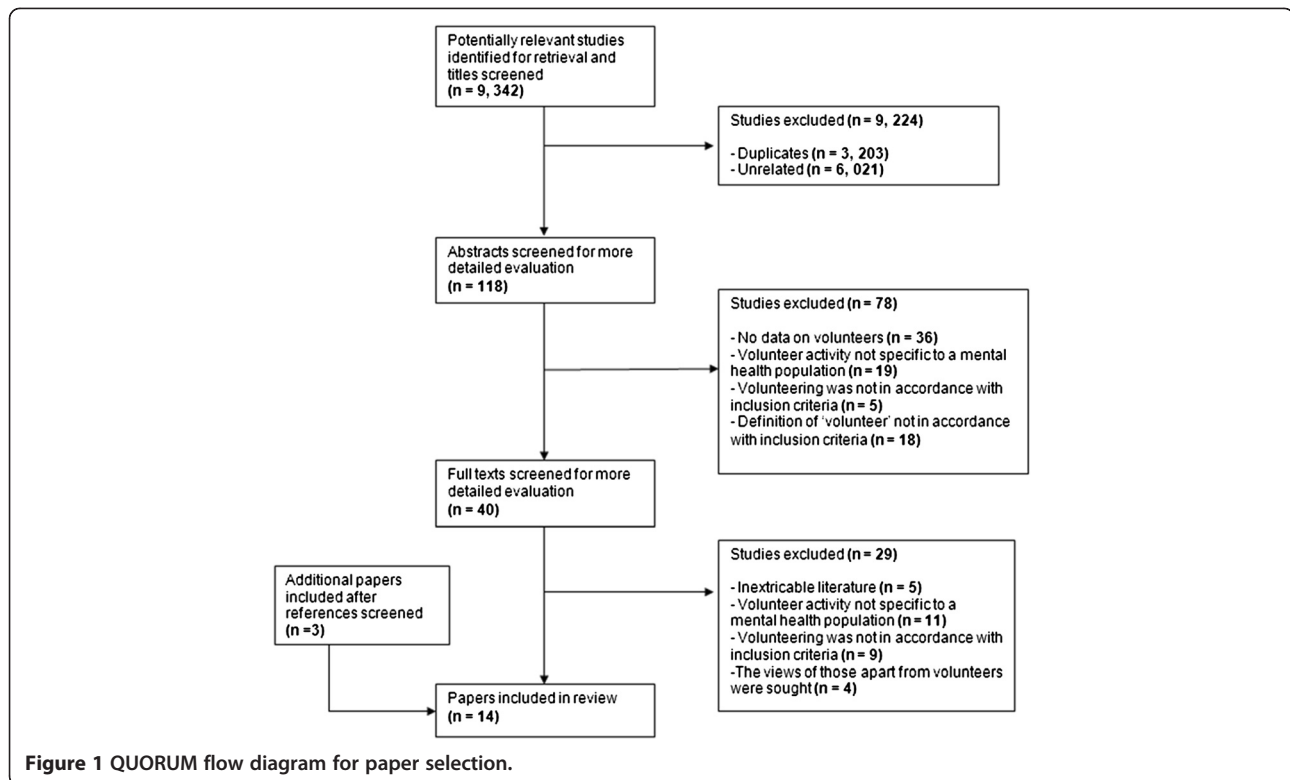 Potentially relevant studies
identified for retrieval and
titles screened
(n = 9, 342)
Studies excluded (n = 9, 224)
- Duplicates (n = 3, 203)
- Unrelated (n = 6, 021)
Abstracts screened for more
detailed evaluation
(n = 118)
Studies excluded (n = 78)
- No data on volunteers (n = 36)
- Volunteer activity not specific to a mental
health population (n = 19)
- Volunteering was not in accordance with
inclusion criteria (n = 5)
- Definition of 'volunteer' not in accordance
with inclusion criteria (n = 18)
Full texts screened for more
detailed evaluation
(n = 40)
Studies excluded (n = 29)
- Inextricable literature (n = 5)
- Volunteer activity not specific to a
mental health population (n = 11)
- Volunteering was not in accordance with
inclusion criteria (n = 9)
-The views of those apart from volunteers
were sought (n = 4)
Additional papers
included after
references screened
(n =3)
Papers included in review
(n = 14)
Figure 1 QUORUM flow diagram for paper selection.